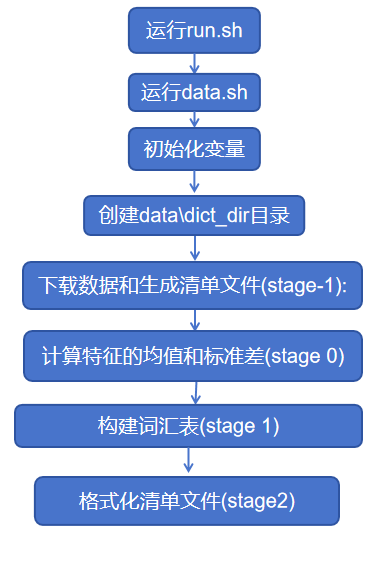 运行run.sh
运行data.sh
初始化变量
创建data\dict_dir目录
下载数据和生成清单文件(stage-1):
计算特征的均值和标准差(stage 0)
构建词汇表(stage 1)
格式化清单文件(stage2)